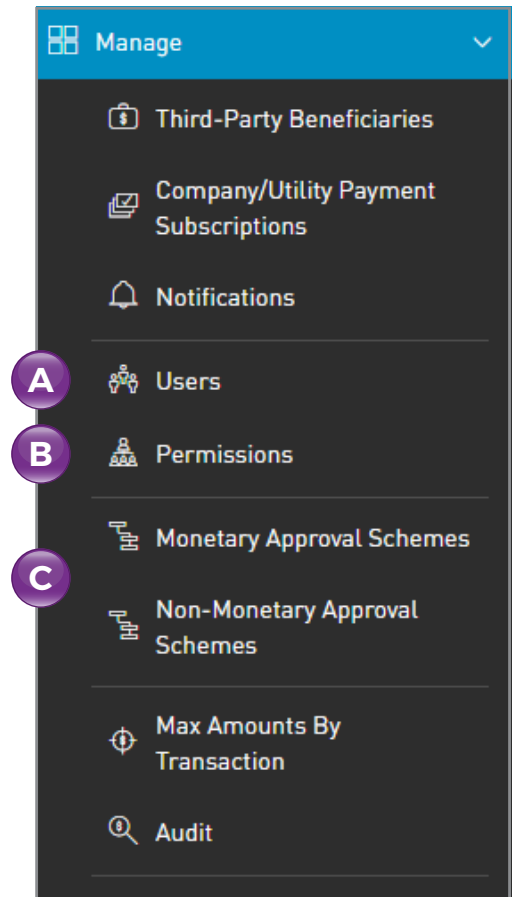 Manage
Third-Party Beneficiaries
Company/Utility Payment
Subscriptions
Notifications
A
Users
B
Permissions
C
Monetary Approval Schemes
Non-Monetary Approval
Schemes
Max Amounts By
Transaction
Audit